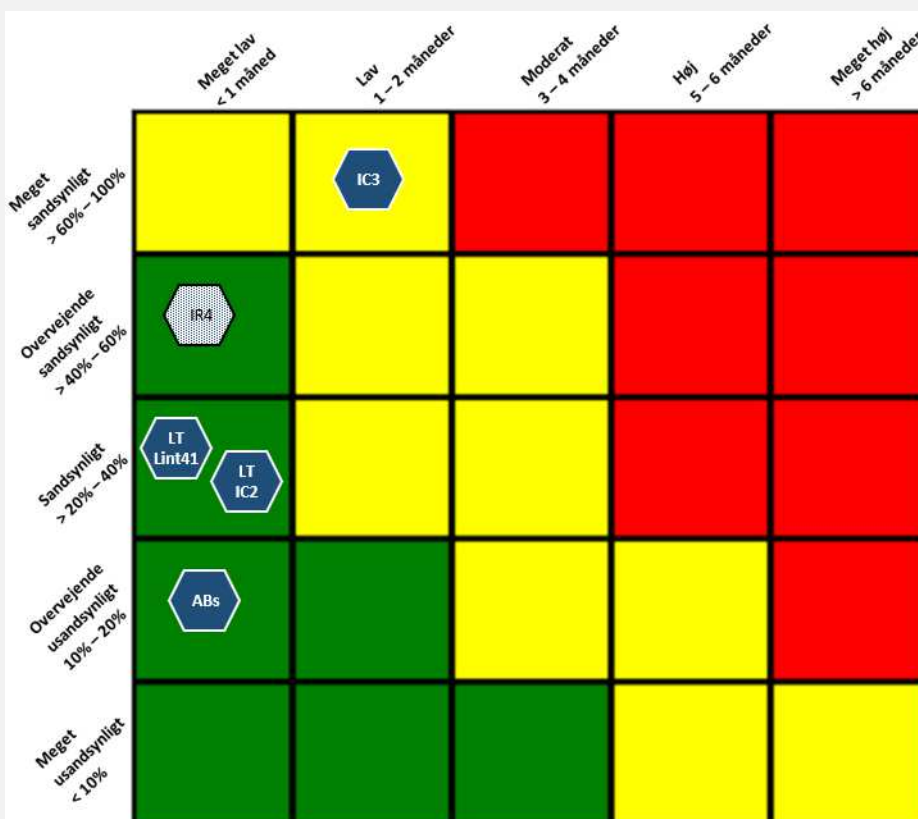 Meget lav
< 1 måned
Lav
1 – 2 måneder
Moderat
3 – 4 måneder
Høj
5 – 6 måneder
Meget høj
> 6 måneder
Meget
sandsynligt
> 60% – 100%
IC3
Overvejende
sandsynligt
> 40% – 60%
IR4
Sandsynligt
> 20% – 40%
LT
Lint41
LT
IC2
Overvejende
usandsynligt
10% – 20%
ABs
Meget
usandsynligt
< 10%